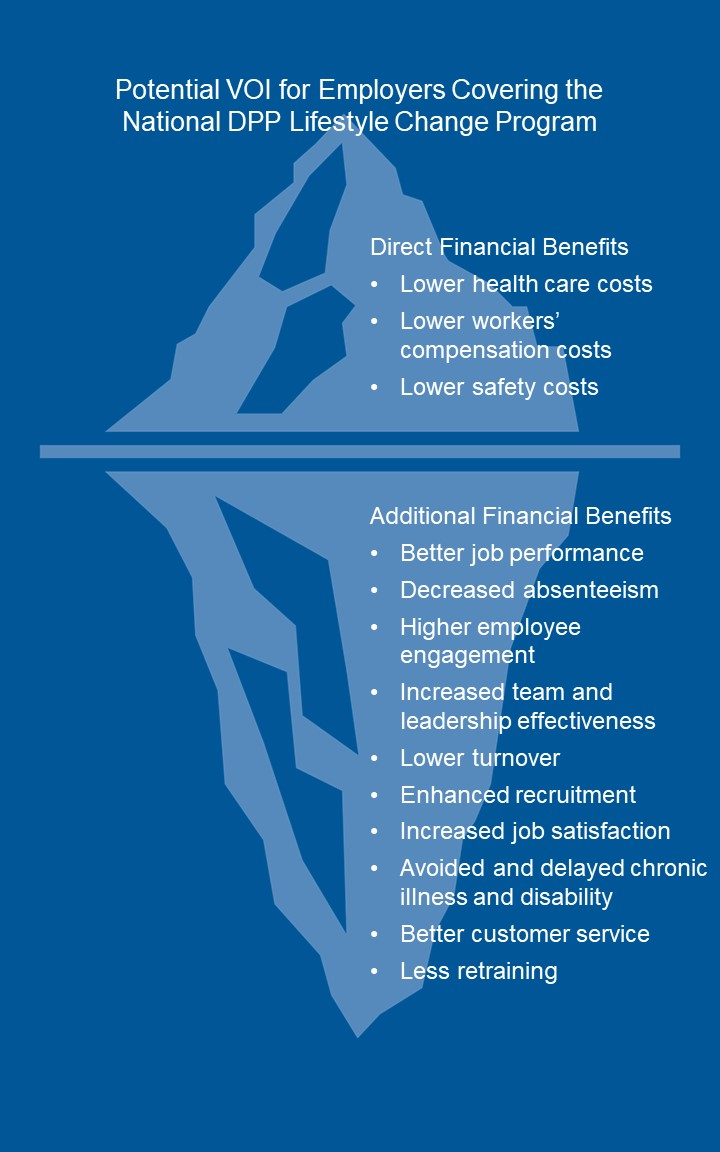 Potential VOI for Employers Covering the
National DPP Lifestyle Change Program
Direct Financial Benefits
• Lower health care costs
• Lower workers’
compensation costs
• Lower safety costs
Additional Financial Benefits
• Better job performance
• Decreased absenteeism
• Higher employee
engagement
• Increased team and
leadership effectiveness
• Lower turnover
• Enhanced recruitment
• Increased job satisfaction
• Avoided and delayed chronic
illness and disability
• Better customer service
• Less retraining